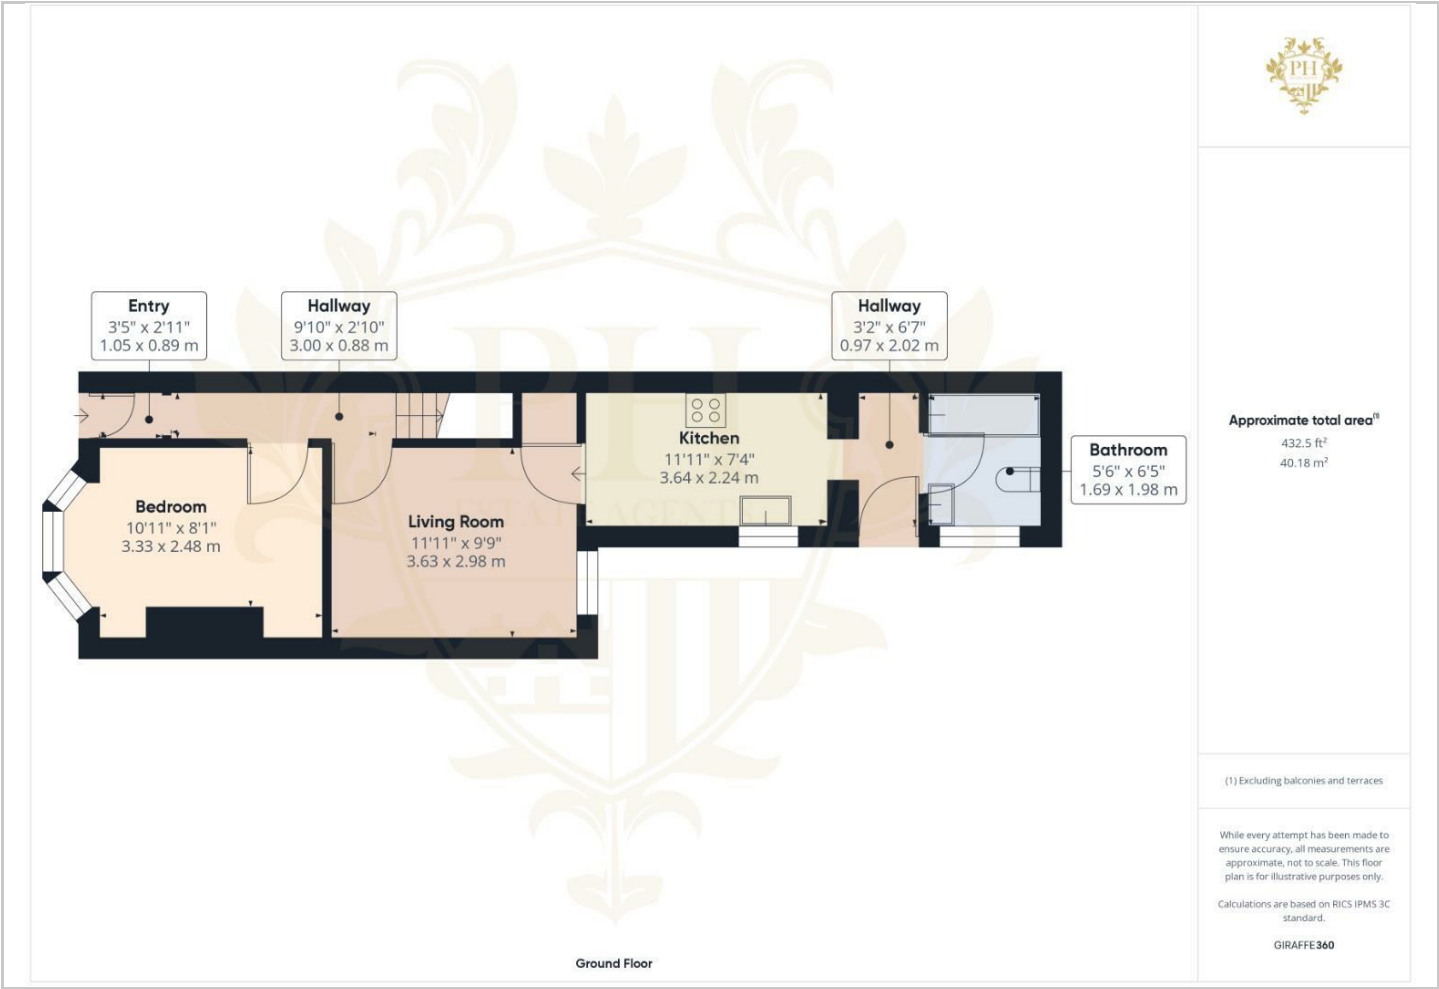 PH
Entry
3'5" x 2'11"
1.05 x 0.89 m
Hallway
9'10" x 2'10"
3.00 x 0.88 m
Hallway
3'2" x 6'7"
0.97 x 2.02 m
Kitchen
11'11" x 7'4"
3.64 x 2.24 m
Bathroom
5'6" x 6'5"
1.69 x 1.98 m
Bedroom
10'11" x 8'1"
3.33 x 2.48 m
Living Room
11'11" x 9'9"
3.63 x 2.98 m
PH
ESTATE AGENTS
Ground Floor
Approximate total area⁽¹⁾
432.5 ft²
40.18 m²
(1) Excluding balconies and terraces
While every attempt has been made to
ensure accuracy, all measurements are
approximate, not to scale. This floor
plan is for illustrative purposes only.
Calculations are based on RICS IPMS 3C
standard.
GIRAFFE360